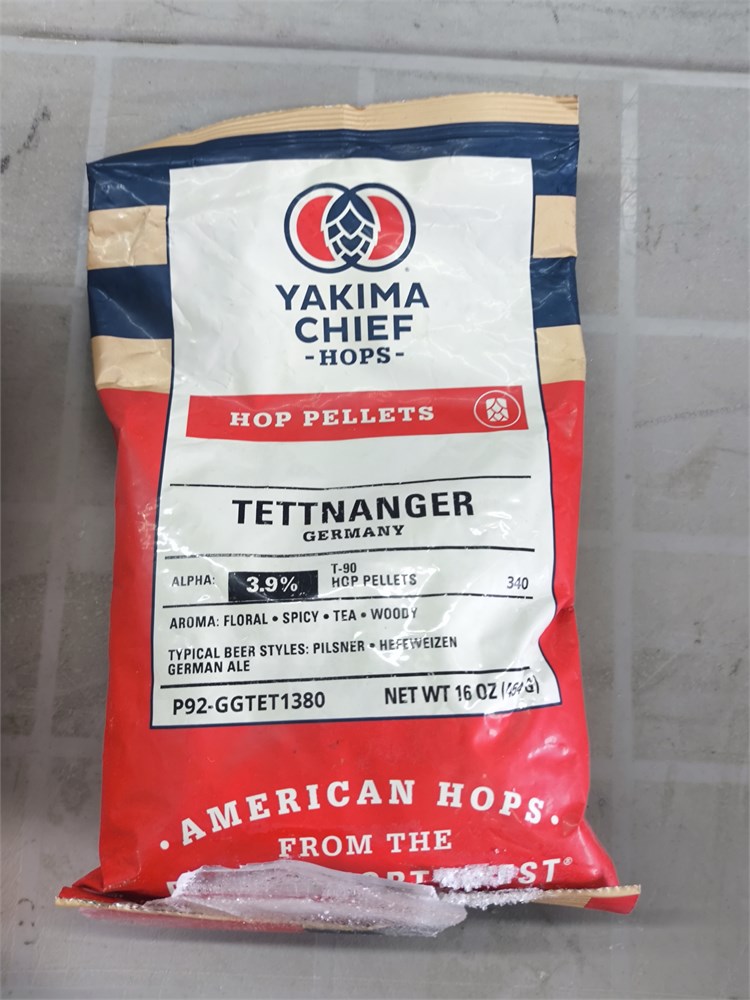 YAKIMA
CHIEF
-HOPS-
HOP PELLETS
TETTNANGER
GERMANY
ALPHA: 3.9% T-90 HOP PELLETS 340
AROMA: FLORAL • SPICY • TEA • WOODY
TYPICAL BEER STYLES: PILSNER • HEFEWEIZEN
GERMAN ALE
P92-GGTET1380 NET WT 16 OZ (454G)
• AMERICAN HOPS •
FROM THE